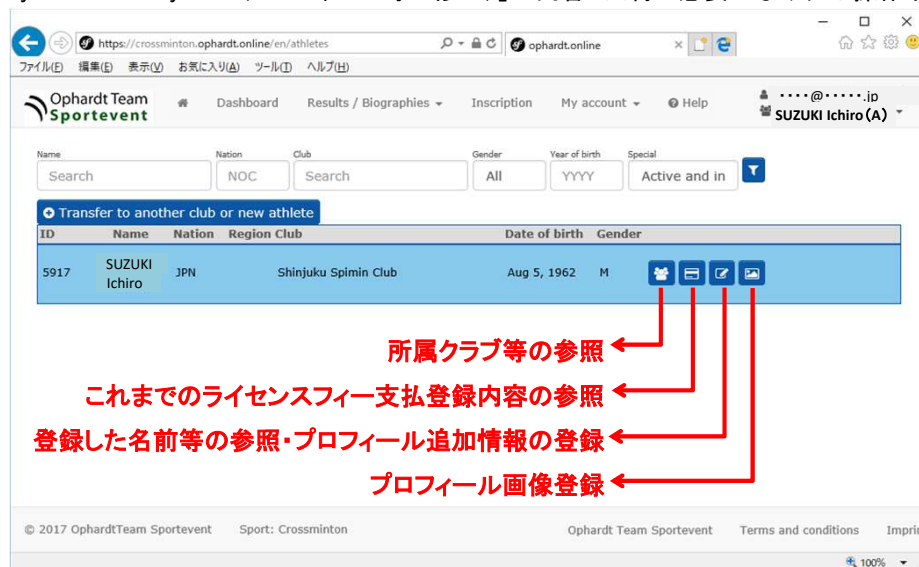 https://crossminton.ophardt.online/en/athletes
ophardt.online
ファイル(F) 編集(E) 表示(V) お気に入り(A) ツール(T) ヘルプ(H)
Ophardt Team
Sportevent
Dashboard Results / Biographies Inscription My account Help
・・・・@・・・・・.jp
SUZUKI Ichiro(A)
Name Nation Club Gender Year of birth Special
Search NOC Search All YYYY Active and in
Transfer to another club or new athlete
ID Name Nation Region Club Date of birth Gender
5917 SUZUKI Ichiro JPN Shinjuku Spimin Club Aug 5, 1962 M
所属クラブ等の参照
これまでのライセンスフィー支払登録内容の参照
登録した名前等の参照・プロフィール追加情報の登録
プロフィール画像登録
© 2017 OphardtTeam Sportevent Sport: Crossminton Ophardt Team Sportevent Terms and conditions Imprin
100%